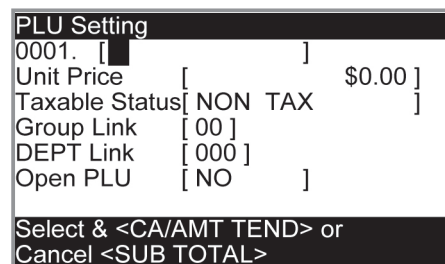 PLU Setting
0001. [ ]
Unit Price [ $0.00 ]
Taxable Status[ NON TAX ]
Group Link [ 00 ]
DEPT Link [ 000 ]
Open PLU [ NO ]
Select & <CA/AMT TEND> or
Cancel <SUB TOTAL>